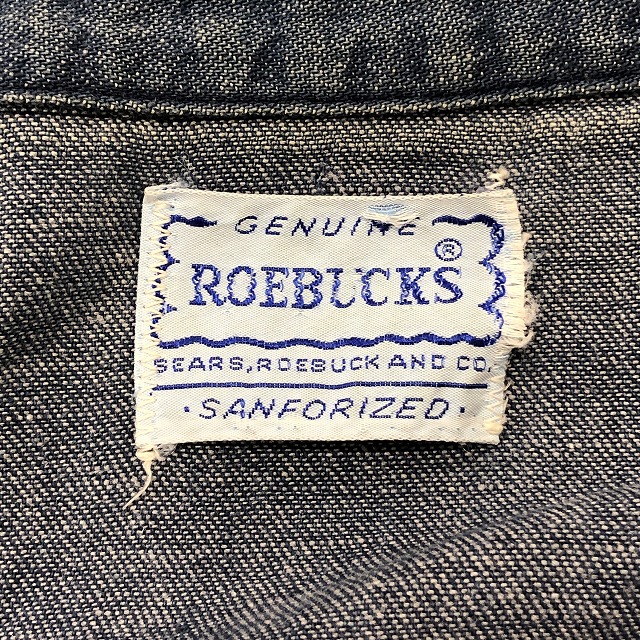 GENUINE
ROEBUCKS®
SEARS, ROEBUCK AND CO.
· SANFORIZED ·